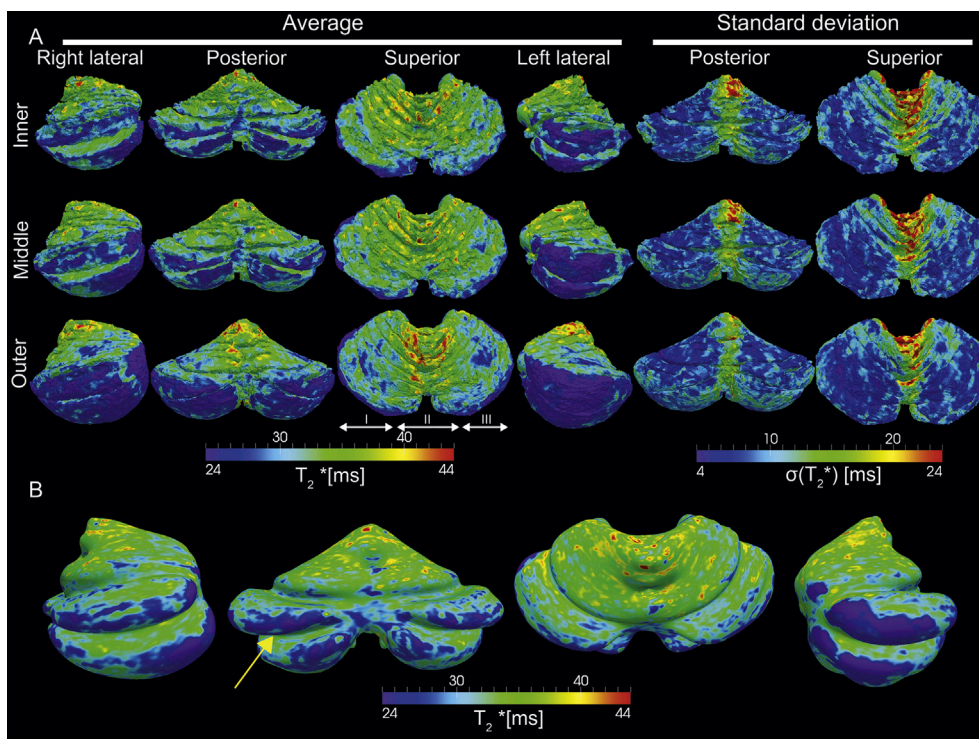 A
Average
Standard deviation
Right lateral
Posterior
Superior
Left lateral
Posterior
Superior
Inner
Middle
Outer
I
II
III
30
40
24
T2*[ms]
44
10
20
4
σ(T2*) [ms]
24
B
30
40
24
T2*[ms]
44